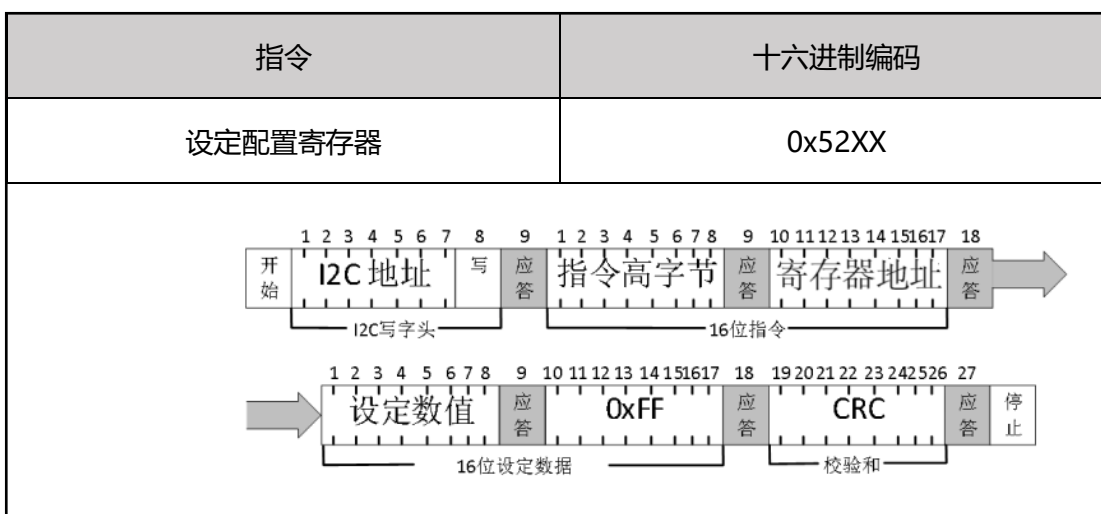 指令 十六进制编码
设定配置寄存器 0x52XX
1 2 3 4 5 6 7 8 9 1 2 3 4 5 6 7 8 9 10 11 12 13 14 15 16 17 18
开始 I2C 地址 写 应答 指令高字节 应答 寄存器地址 应答
I2C写字头 16位指令
1 2 3 4 5 6 7 8 9 10 11 12 13 14 15 16 17 18 19 20 21 22 23 24 25 26 27
设定数值 应答 0xFF 应答 CRC 应答 停止
16位设定数据 校验和